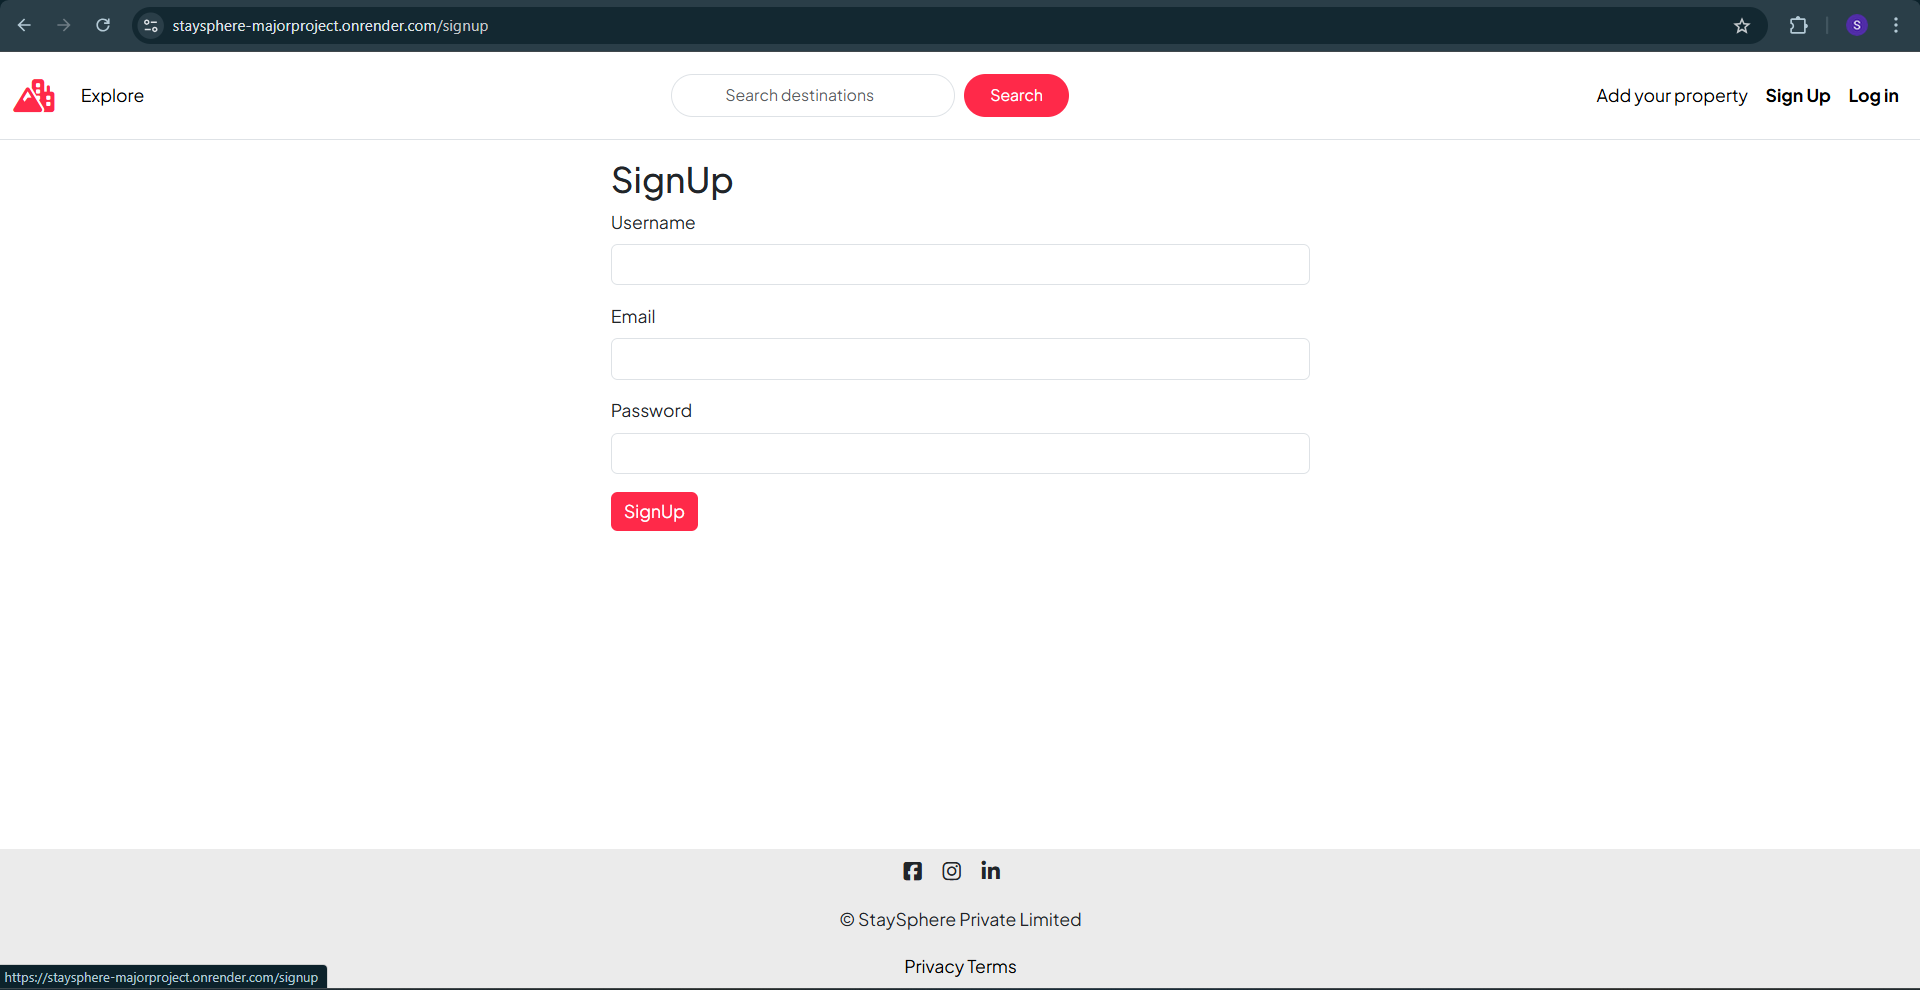 staysphere-majorproject.onrender.com/signup
S
Explore
Search destinations
Search
Add your property
Sign Up
Log in
SignUp
Username
Email
Password
SignUp
© StaySphere Private Limited
Privacy Terms
https://staysphere-majorproject.onrender.com/signup